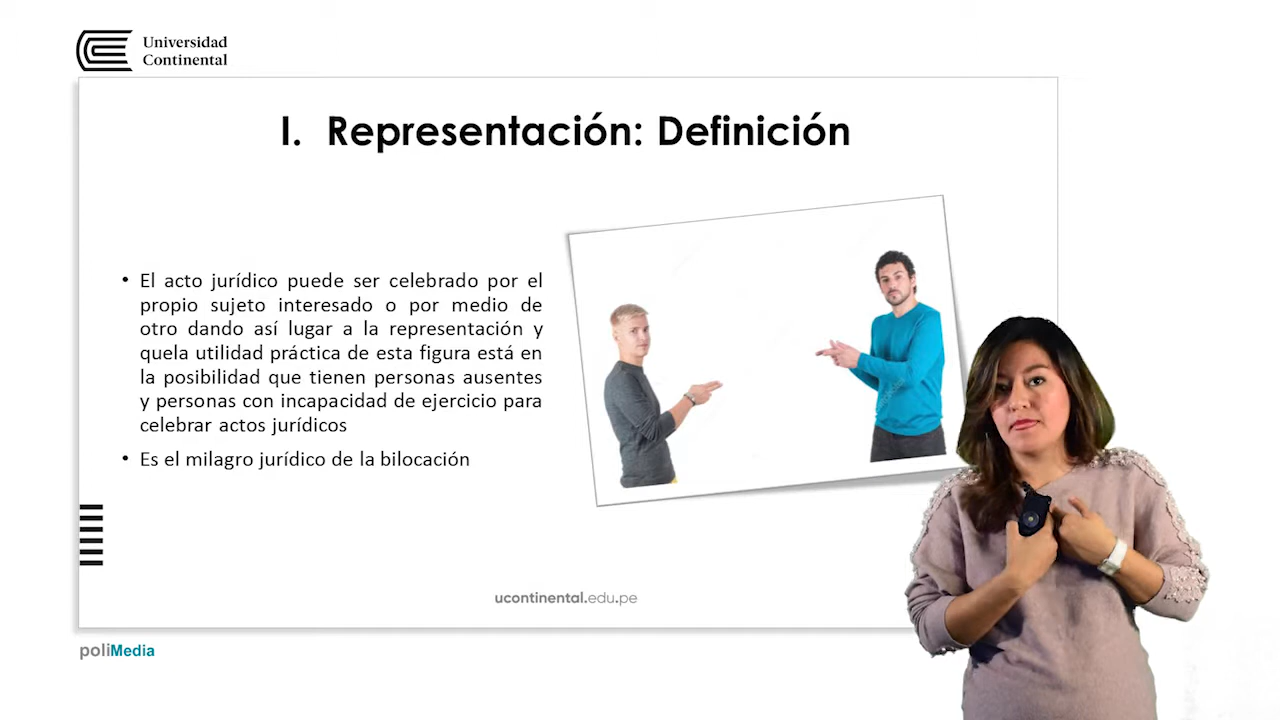 Universidad
Continental
I. Representación: Definición
• El acto jurídico puede ser celebrado por el
propio sujeto interesado o por medio de
otro dando así lugar a la representación y
quela utilidad práctica de esta figura está en
la posibilidad que tienen personas ausentes
y personas con incapacidad de ejercicio para
celebrar actos jurídicos
• Es el milagro jurídico de la bilocación
ucontinental.edu.pe
poliMedia